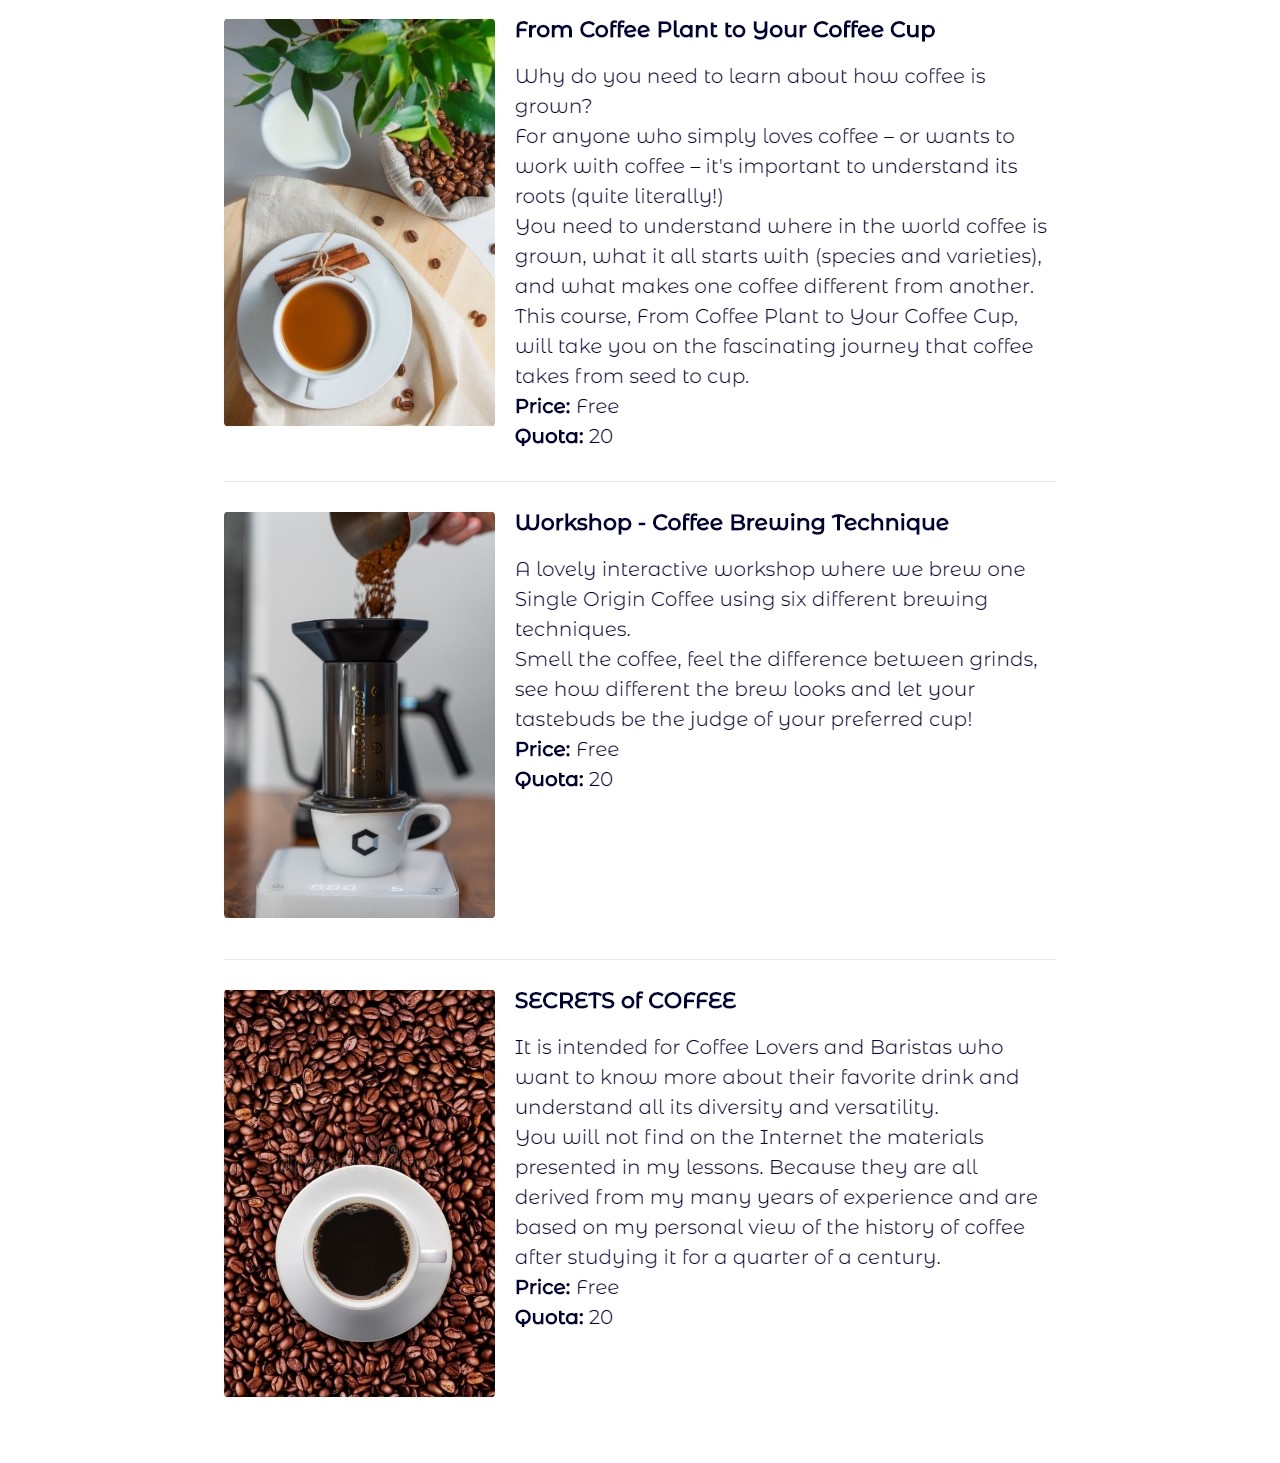 From Coffee Plant to Your Coffee Cup
Why do you need to learn about how coffee is
grown?
For anyone who simply loves coffee – or wants to
work with coffee – it's important to understand its
roots (quite literally!)
You need to understand where in the world coffee is
grown, what it all starts with (species and varieties),
and what makes one coffee different from another.
This course, From Coffee Plant to Your Coffee Cup,
will take you on the fascinating journey that coffee
takes from seed to cup.
Price: Free
Quota: 20
Workshop - Coffee Brewing Technique
A lovely interactive workshop where we brew one
Single Origin Coffee using six different brewing
techniques.
Smell the coffee, feel the difference between grinds,
see how different the brew looks and let your
tastebuds be the judge of your preferred cup!
Price: Free
Quota: 20
AEROPRESS
SECRETS of COFFEE
It is intended for Coffee Lovers and Baristas who
want to know more about their favorite drink and
understand all its diversity and versatility.
You will not find on the Internet the materials
presented in my lessons. Because they are all
derived from my many years of experience and are
based on my personal view of the history of coffee
after studying it for a quarter of a century.
Price: Free
Quota: 20